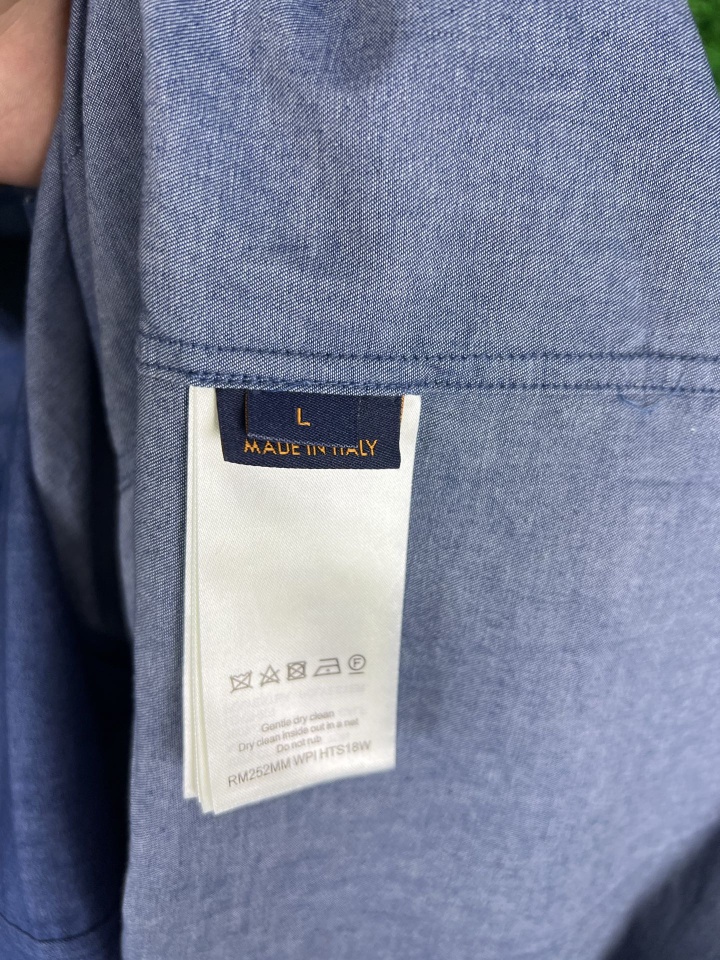 L
MADE IN ITALY
F
Gentle dry clean
Dry clean inside out in a net
Do not rub
RM252MM WPI HTS18W